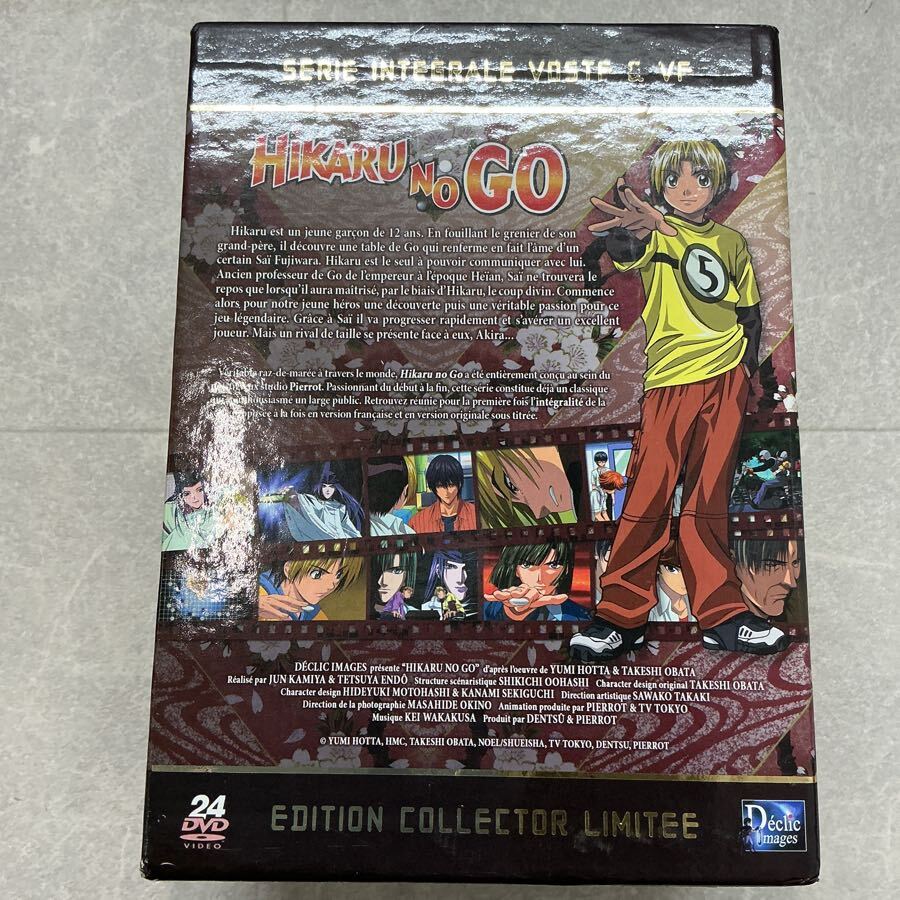 SERIE INTEGRALE VOSTF & VF
HIKARU NO GO
5
Hikaru est un jeune garçon de 12 ans. En fouillant le grenier de son
grand-père, il découvre une table de Go qui renferme en fait l'âme d'un
certain Saï Fujiwara. Hikaru est le seul à pouvoir communiquer avec lui.
Ancien professeur de Go de l'empereur à l'époque Heïan, Saï ne trouvera le
repos que lorsqu'il aura maîtrisé, par le biais d'Hikaru, le coup divin. Commence
alors pour notre jeune héros une découverte puis une véritable passion pour ce
jeu légendaire. Grâce à Saï il va progresser rapidement et s'avérer un excellent
joueur. Mais un rival de taille se présente face à eux, Akira...
Véritable raz-de-marée à travers le monde, Hikaru no Go a été entièrement conçu au sein du
studio Pierrot. Passionnant du début à la fin, cette série constitue déjà un classique
un large public. Retrouvez réunie pour la première fois l'intégralité de la
à la fois en version française et en version originale sous titrée.
DÉCLIC IMAGES présente "HIKARU NO GO" d'après l'oeuvre de YUMI HOTTA & TAKESHI OBATA
Réalisé par JUN KAMIYA & TETSUYA ENDÔ Structure scénaristique SHIKICHI OOHASHI Character design original TAKESHI OBATA
Character design HIDEYUKI MOTOHASHI & KANAMI SEKIGUCHI Direction artistique SAWAKO TAKAKI
Direction de la photographie MASAHIDE OKINO Animation produite par PIERROT & TV TOKYO
Musique KEI WAKAKUSA Produit par DENTSÛ & PIERROT
© YUMI HOTTA, HMC, TAKESHI OBATA, NOEL/SHUEISHA, TV TOKYO, DENTSU, PIERROT
24
DVD
VIDEO
EDITION COLLECTOR LIMITEE
Déclic
Images